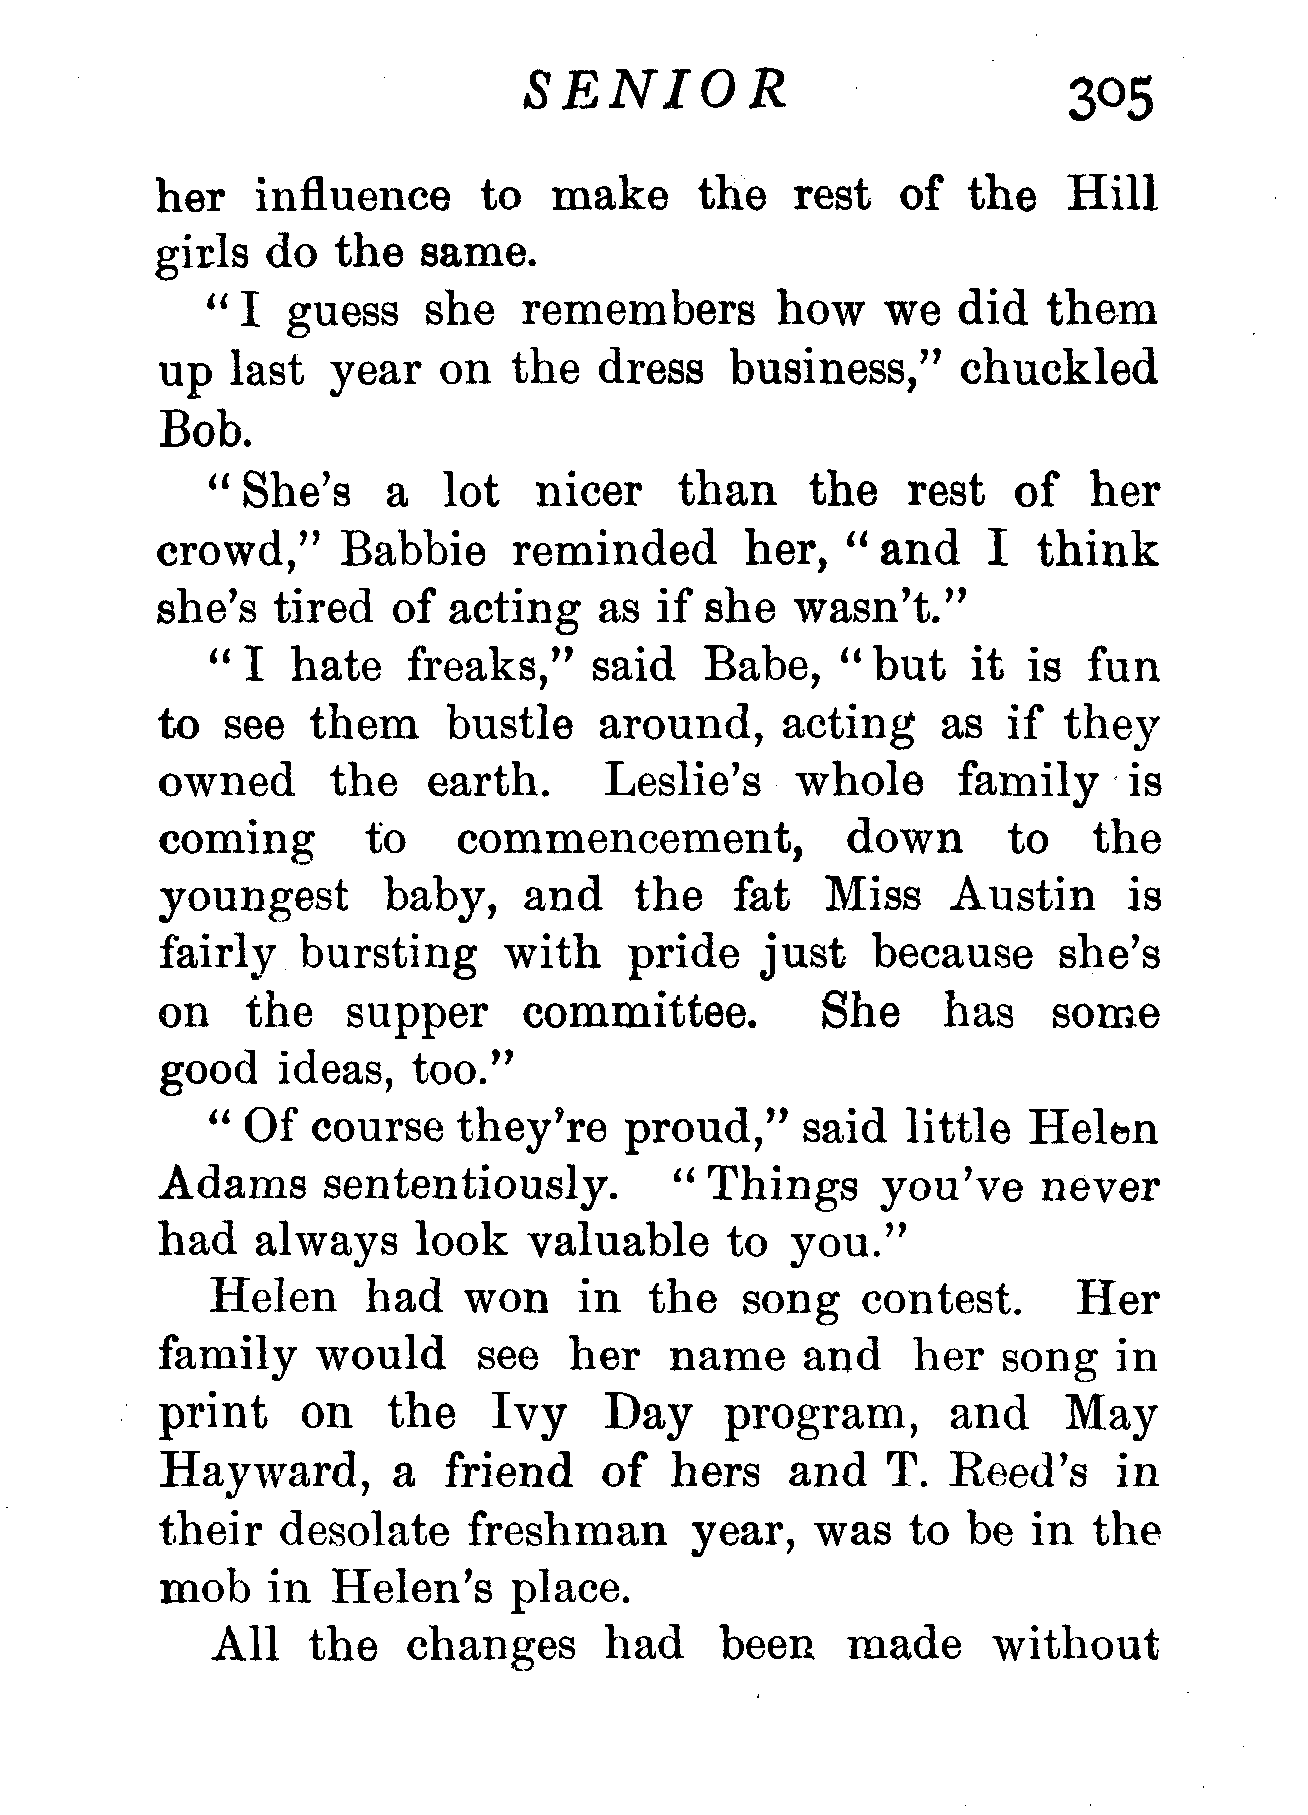 SENIOR 305
her influence to make the rest of the Hill
girls do the same.
"I guess she remembers how we did them
up last year on the dress business," chuckled
Bob.
"She's a lot nicer than the rest of her
crowd," Babbie reminded her, "and I think
she's tired of acting as if she wasn't."
"I hate freaks," said Babe, "but it is fun
to see them bustle around, acting as if they
owned the earth. Leslie's whole family is
coming to commencement, down to the
youngest baby, and the fat Miss Austin is
fairly bursting with pride just because she's
on the supper committee. She has some
good ideas, too."
"Of course they're proud," said little Helen
Adams sententiously. "Things you've never
had always look valuable to you."
Helen had won in the song contest. Her
family would see her name and her song in
print on the Ivy Day program, and May
Hayward, a friend of hers and T. Reed's in
their desolate freshman year, was to be in the
mob in Helen's place.
All the changes had been made without